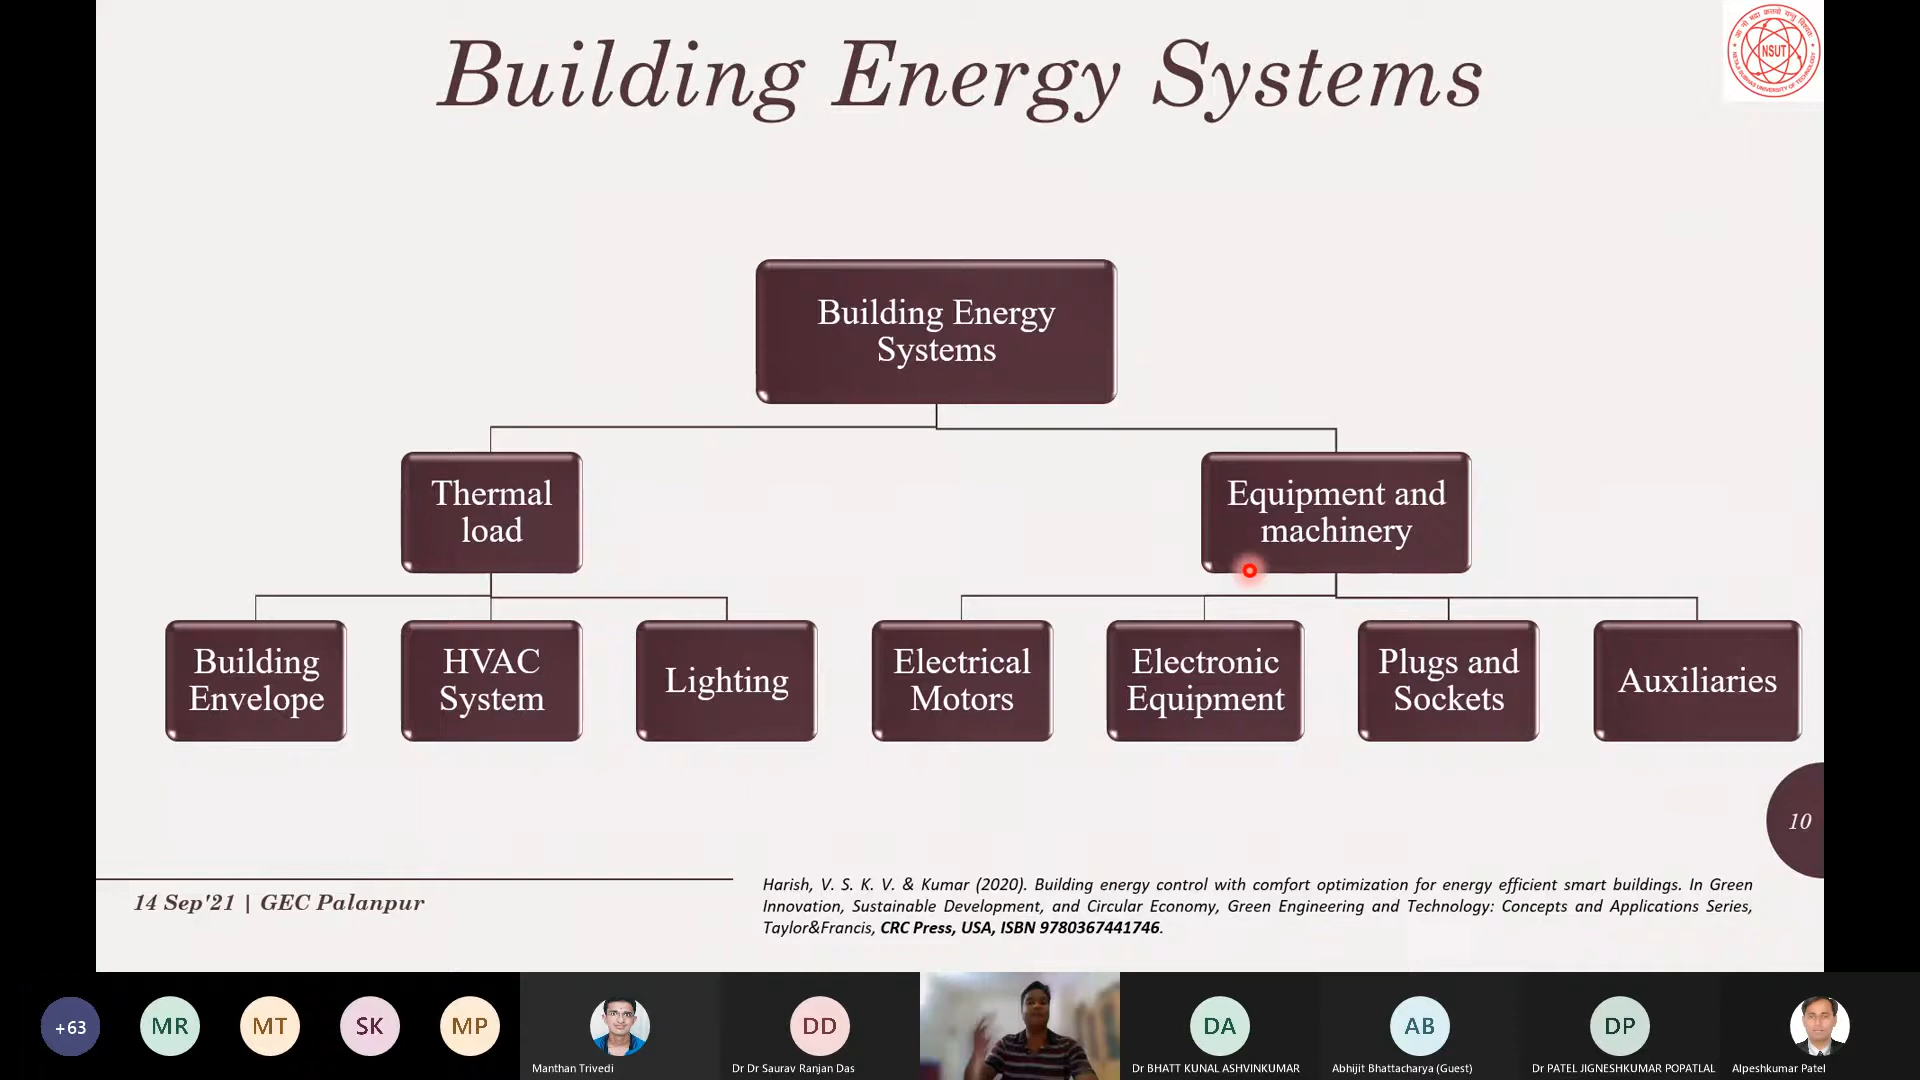 Building Energy Systems
NSUT
Building Energy
Systems
Thermal
load
Equipment and
machinery
Building
Envelope
HVAC
System
Lighting
Electrical
Motors
Electronic
Equipment
Plugs and
Sockets
Auxiliaries
10
14 Sep'21 | GEC Palanpur
Harish, V. S. K. V. & Kumar (2020). Building energy control with comfort optimization for energy efficient smart buildings. In Green
Innovation, Sustainable Development, and Circular Economy, Green Engineering and Technology: Concepts and Applications Series,
Taylor&Francis, CRC Press, USA, ISBN 9780367441746.
+63
MR
MT
SK
MP
Manthan Trivedi
DD
Dr Dr Saurav Ranjan Das
DA
Dr BHATT KUNAL ASHVINKUMAR
AB
Abhijit Bhattacharya (Guest)
DP
Dr PATEL JIGNESHKUMAR POPATLAL
Alpeshkumar Patel